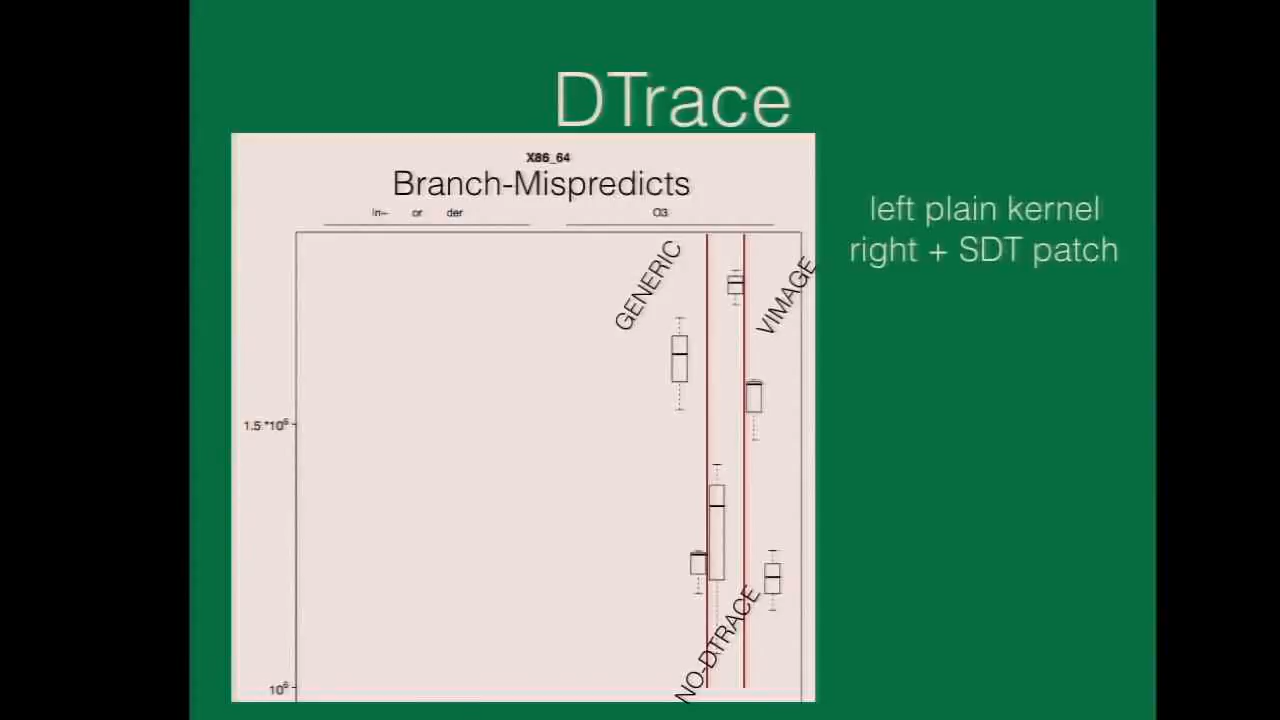 DTrace
X86_64
Branch-Mispredicts
In- or der
O3
left plain kernel
right + SDT patch
GENERIC
VIMAGE
1.5*10⁶
NO-DTRACE
10⁶